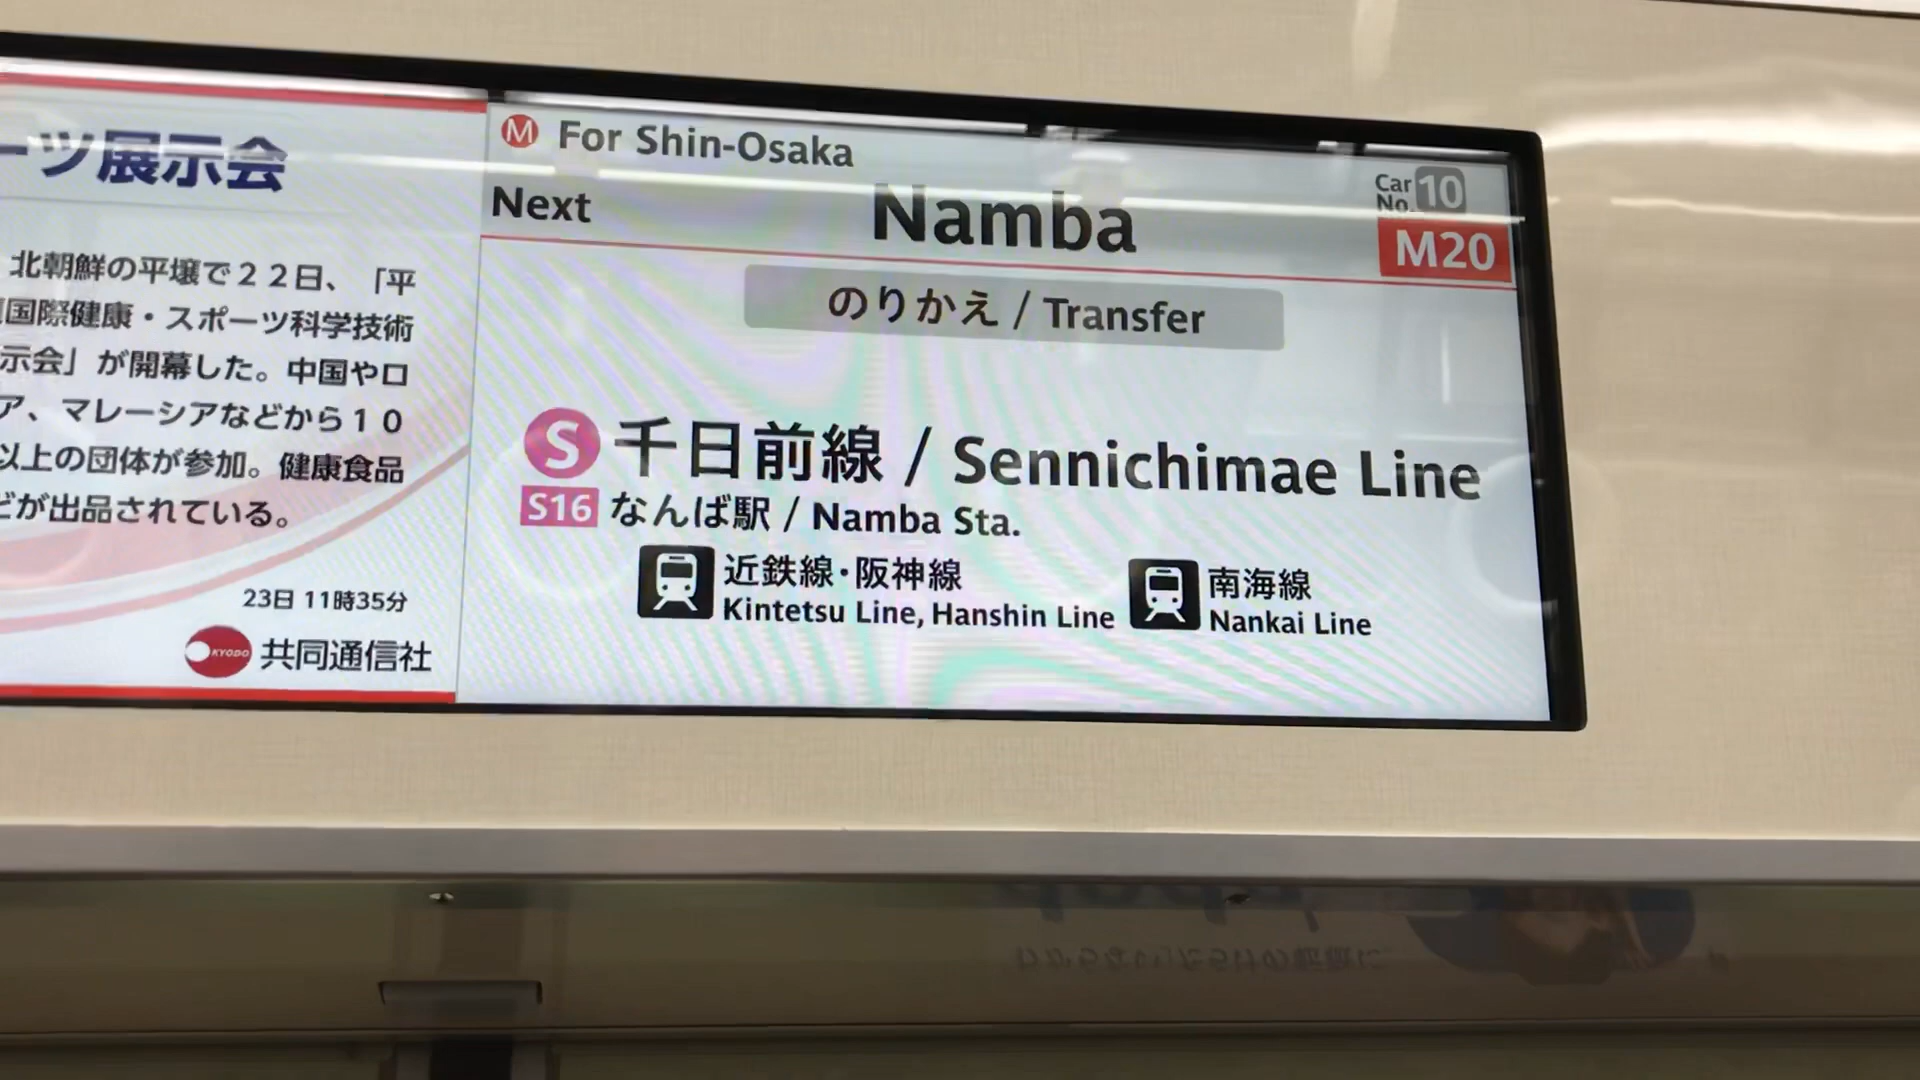 ーツ展示会
北朝鮮の平壌で22日、「平
国際健康・スポーツ科学技術
示会」が開幕した。中国やロ
ア、マレーシアなどから10
以上の団体が参加。健康食品
どが出品されている。
23日 11時35分
KYODO 共同通信社
M For Shin-Osaka
Next Namba
Car No. 10
M20
のりかえ / Transfer
S 千日前線 / Sennichimae Line
S16 なんば駅 / Namba Sta.
近鉄線・阪神線
Kintetsu Line, Hanshin Line
南海線
Nankai Line